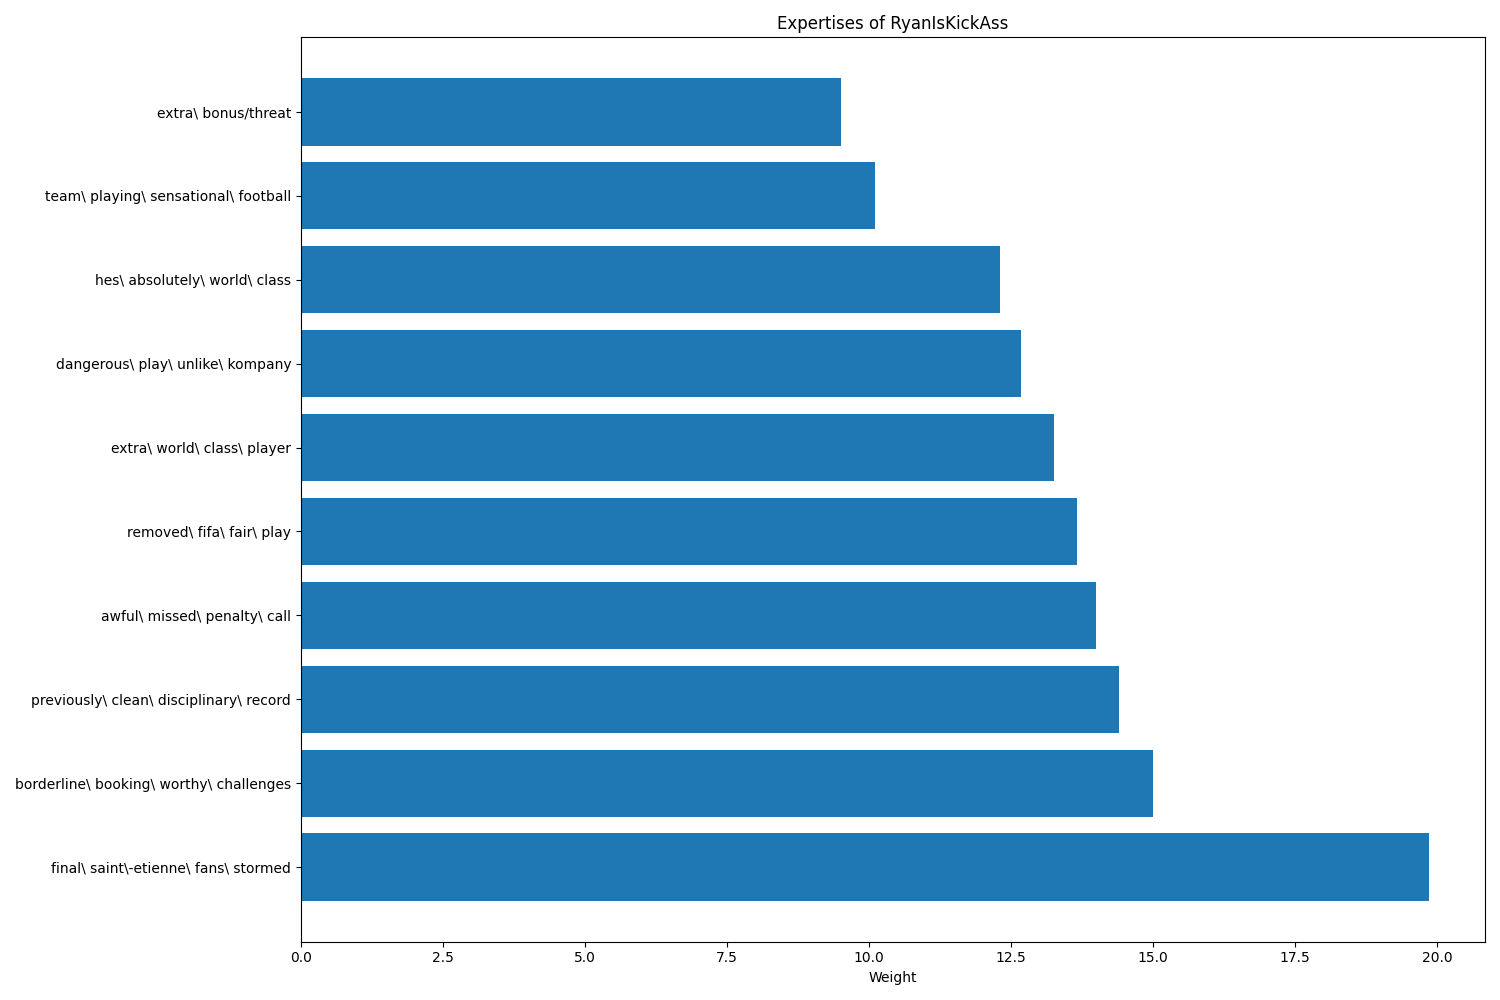 Expertises of RyanIsKickAss
extra\ bonus/threat
team\ playing\ sensational\ football
hes\ absolutely\ world\ class
dangerous\ play\ unlike\ kompany
extra\ world\ class\ player
removed\ fifa\ fair\ play
awful\ missed\ penalty\ call
previously\ clean\ disciplinary\ record
borderline\ booking\ worthy\ challenges
final\ saint\-etienne\ fans\ stormed
0.0 2.5 5.0 7.5 10.0 12.5 15.0 17.5 20.0
Weight